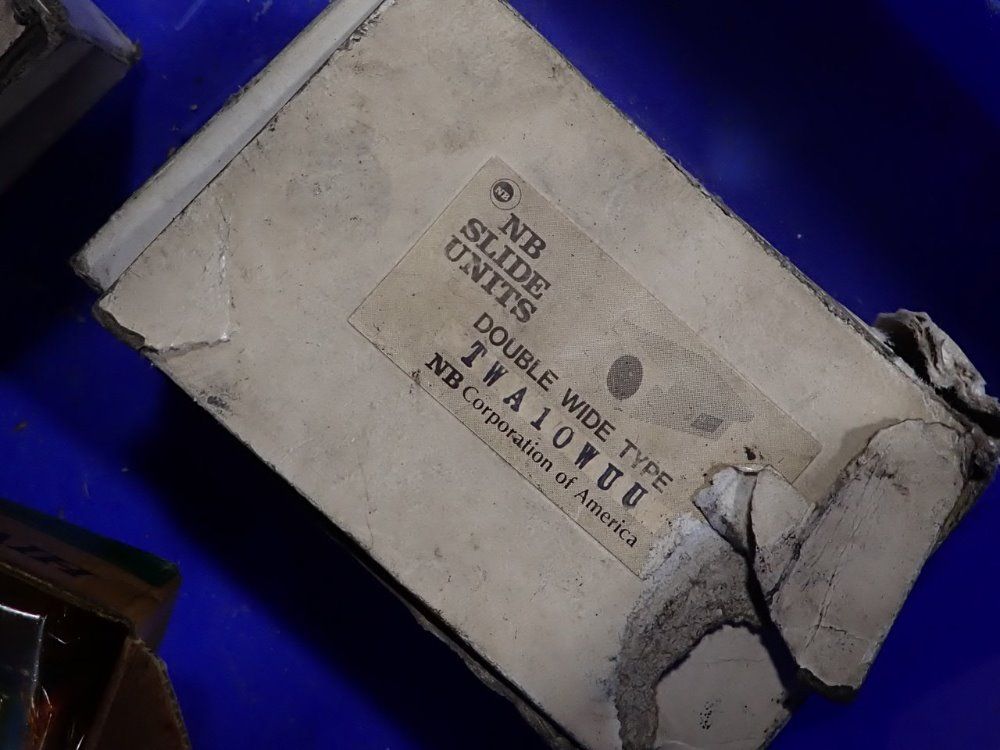 NB
NB
SLIDE
UNITS
DOUBLE WIDE TYPE
TWA10WUU
NB Corporation of America